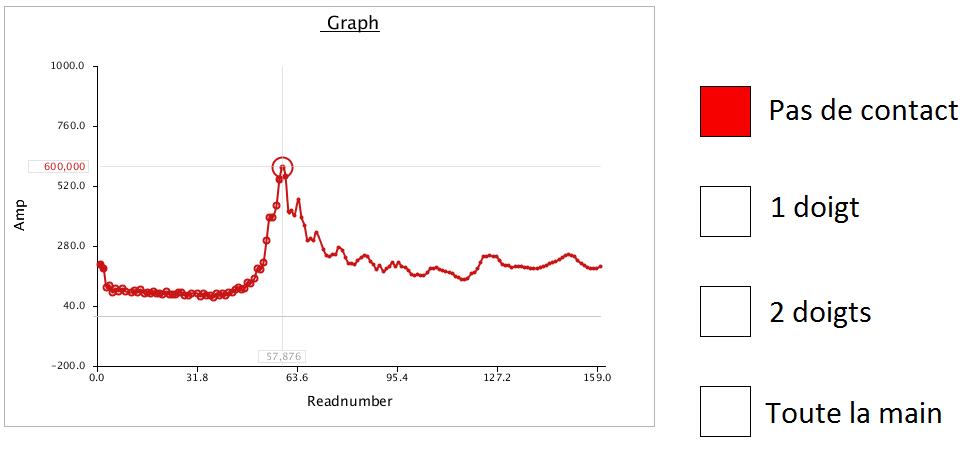 Graph
1000.0
760.0
600,000
520.0
Amp
280.0
40.0
57,876
-200.0
0.0 31.8 63.6 95.4 127.2 159.0
Readnumber
Pas de contact
1 doigt
2 doigts
Toute la main